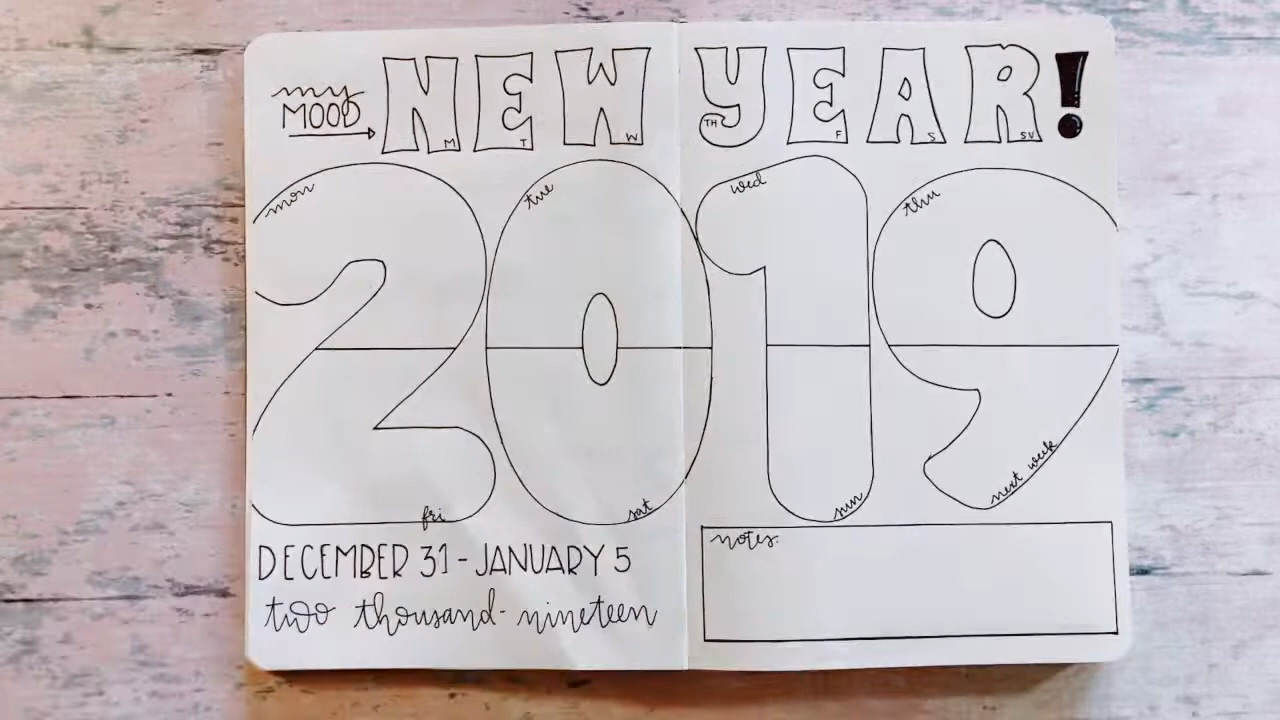 my
MOOD
NEW YEAR!
M T W TH F S SU
mon tue wed thu
2019
fri sat sun next week
DECEMBER 31 - JANUARY 5
two thousand-nineteen
notes: